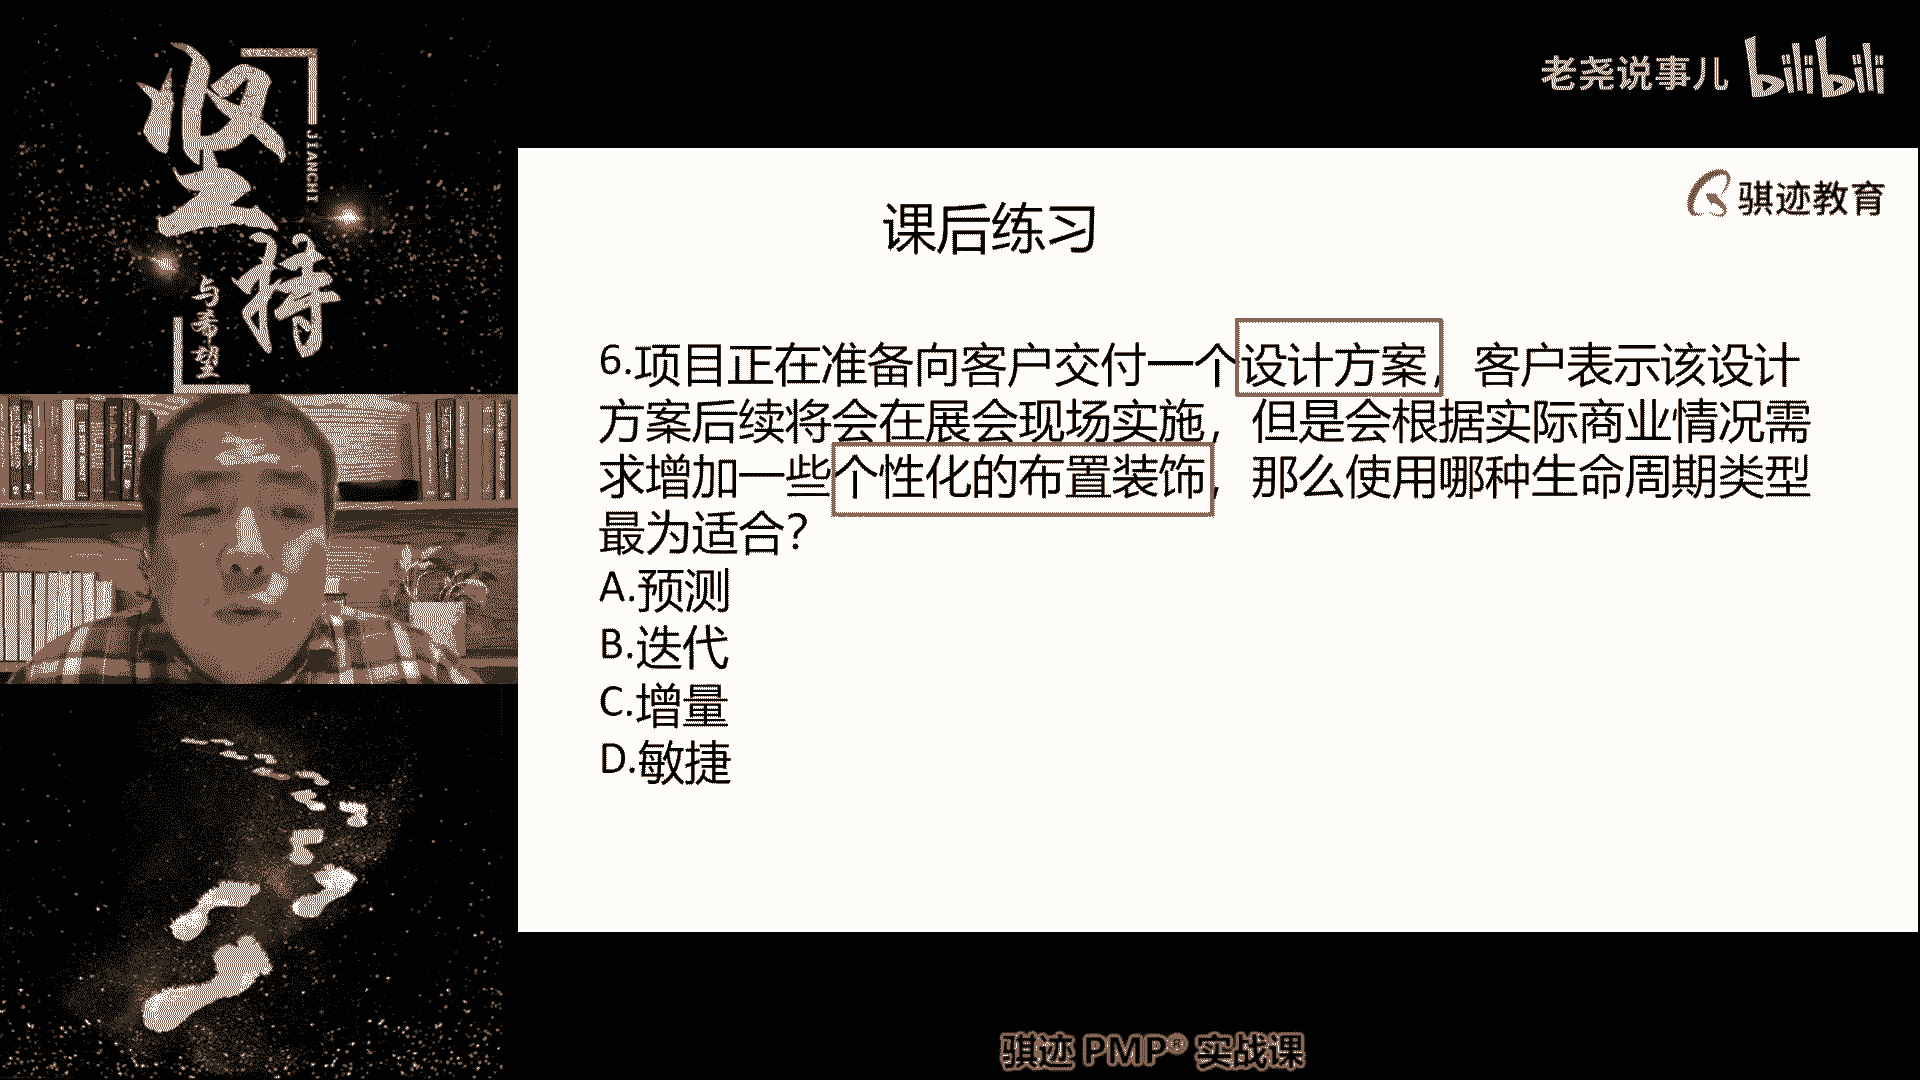 坚持
JIANCHI
与希望
老尧说事儿 bilibili
骐迹教育
课后练习
6.项目正在准备向客户交付一个设计方案，客户表示该设计
方案后续将会在展会现场实施，但是会根据实际商业情况需
求增加一些个性化的布置装饰，那么使用哪种生命周期类型
最为适合？
A.预测
B.迭代
C.增量
D.敏捷
骐迹 PMP® 实战课